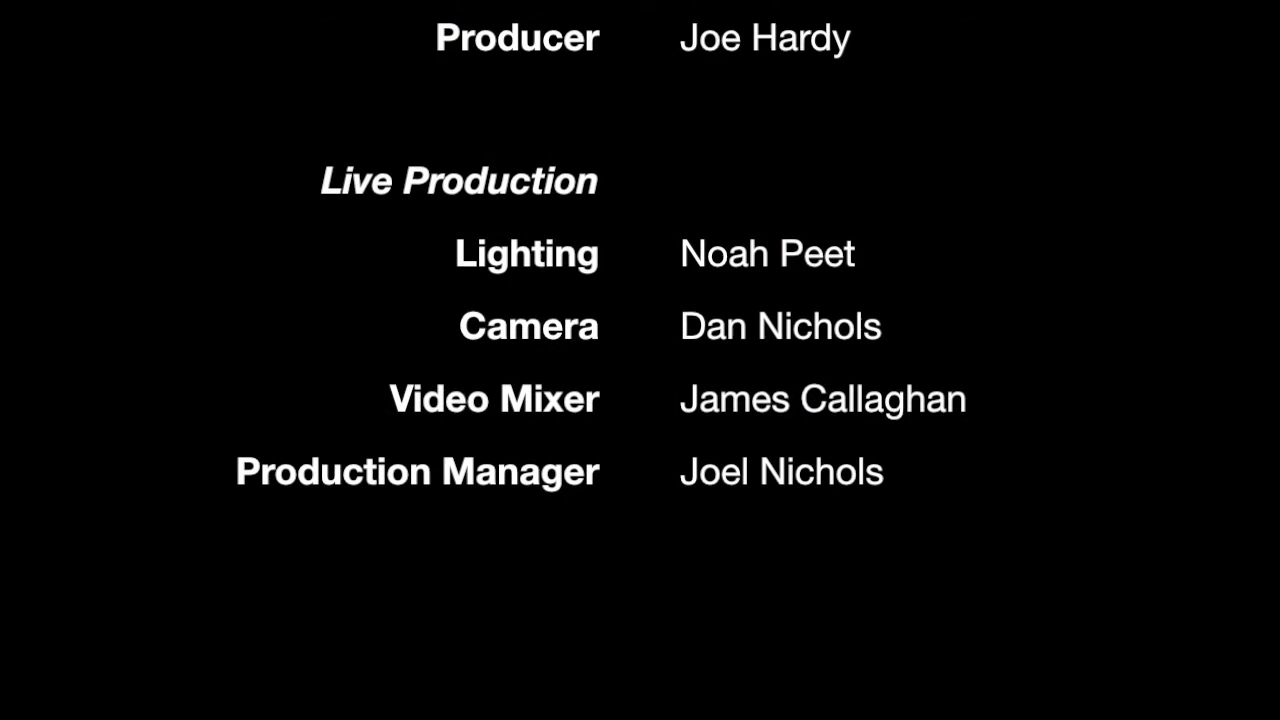 Producer Joe Hardy
Live Production
Lighting Noah Peet
Camera Dan Nichols
Video Mixer James Callaghan
Production Manager Joel Nichols